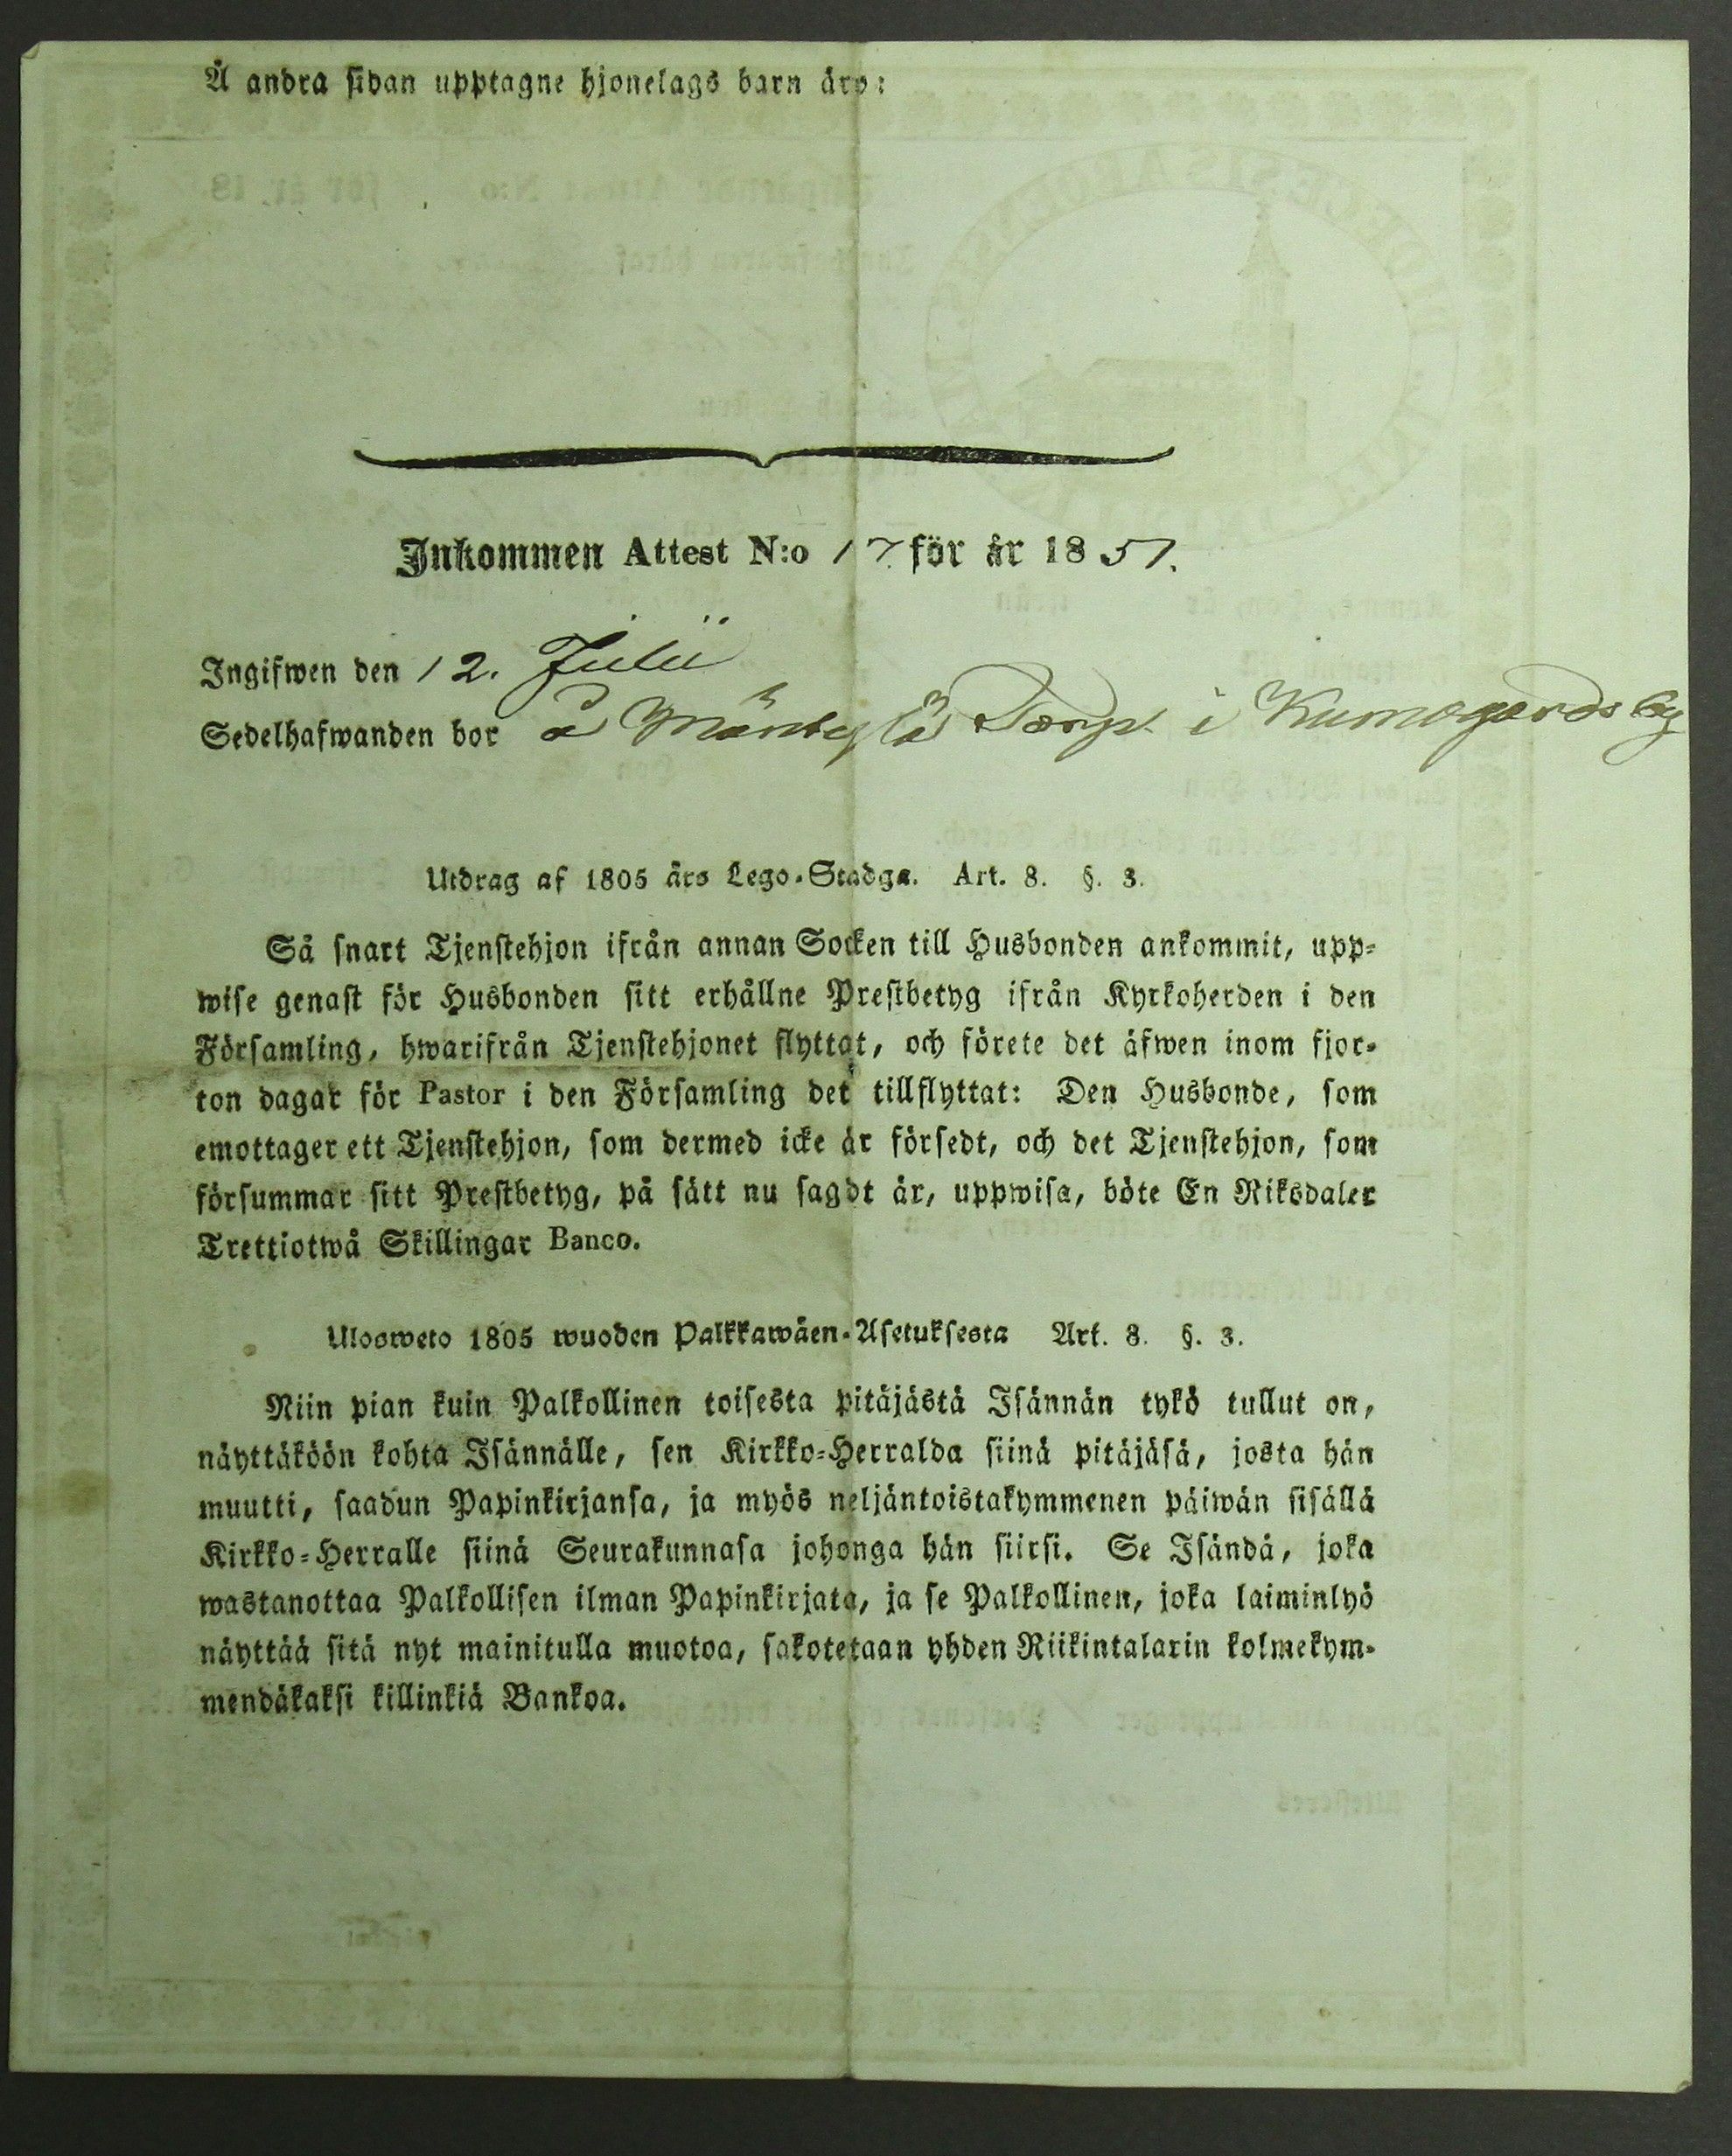 Å andra sidan upptagne hjonelags barn äro:
Inkommen Attest N:o 17 för år 1851.
Ingifwen den 12. Julii
Sedelhafwanden bor å Torp i Kumogårds by
Utdrag af 1805 års Lego-Stadga. Art. 8. §. 3.
Så snart Tjenstehjon ifrån annan Socken till Husbonden ankommit, upp-
wise genast för Husbonden sitt erhållne Prestbetyg ifrån Kyrkoherden i den
Församling, hwarifrån Tjenstehjonet flyttat, och förete det äfwen inom fjor-
ton dagar för Pastor i den Församling det tillflyttat: Den Husbonde, som
emottager ett Tjenstehjon, som dermed icke är försedt, och det Tjenstehjon, som
försummar sitt Prestbetyg, på sätt nu sagdt är, uppwisa, böte En Riksdaler
Trettiotwå Skillingar Banco.
Ulosweto 1805 wuoden Palkkawäen-Asetuksesta Art. 8. §. 3.
Niin pian kuin Palkollinen toisesta pitäjästä Isännän tykö tullut on,
näyttäköön kohta Isännälle, sen Kirkko-Herralda siinä pitäjäsä, josta hän
muutti, saadun Papinkirjansa, ja myös neljäntoistakymmenen päiwän sisällä
Kirkko-Herralle siinä Seurakunnasa johonga hän siirsi. Se Isändä, joka
wastanottaa Palkollisen ilman Papinkirjata, ja se Palkollinen, joka laiminlyö
näyttää sitä nyt mainitulla muotoa, sakotetaan yhden Riikintalarin kolmekym-
mendäkaksi killinkiä Bankoa.